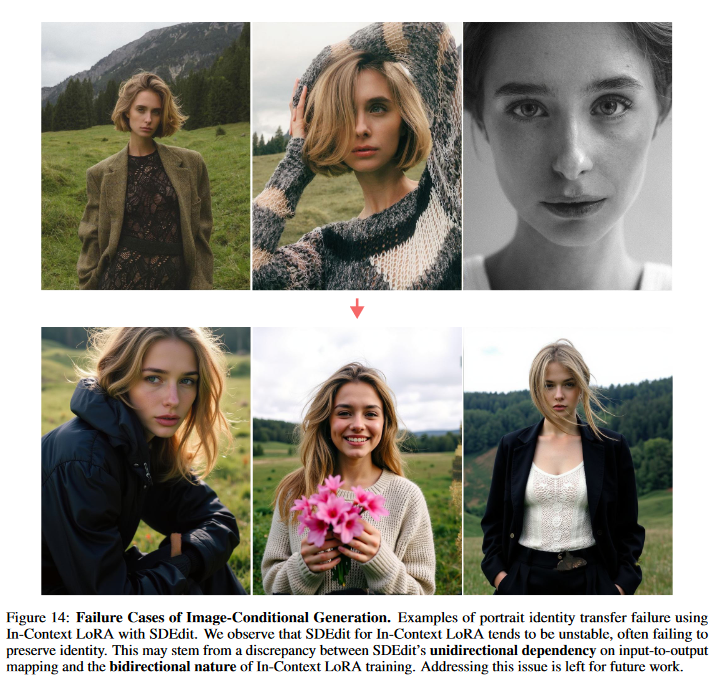 Figure 14: Failure Cases of Image-Conditional Generation. Examples of portrait identity transfer failure using
In-Context LoRA with SDEdit. We observe that SDEdit for In-Context LoRA tends to be unstable, often failing to
preserve identity. This may stem from a discrepancy between SDEdit's unidirectional dependency on input-to-output
mapping and the bidirectional nature of In-Context LoRA training. Addressing this issue is left for future work.